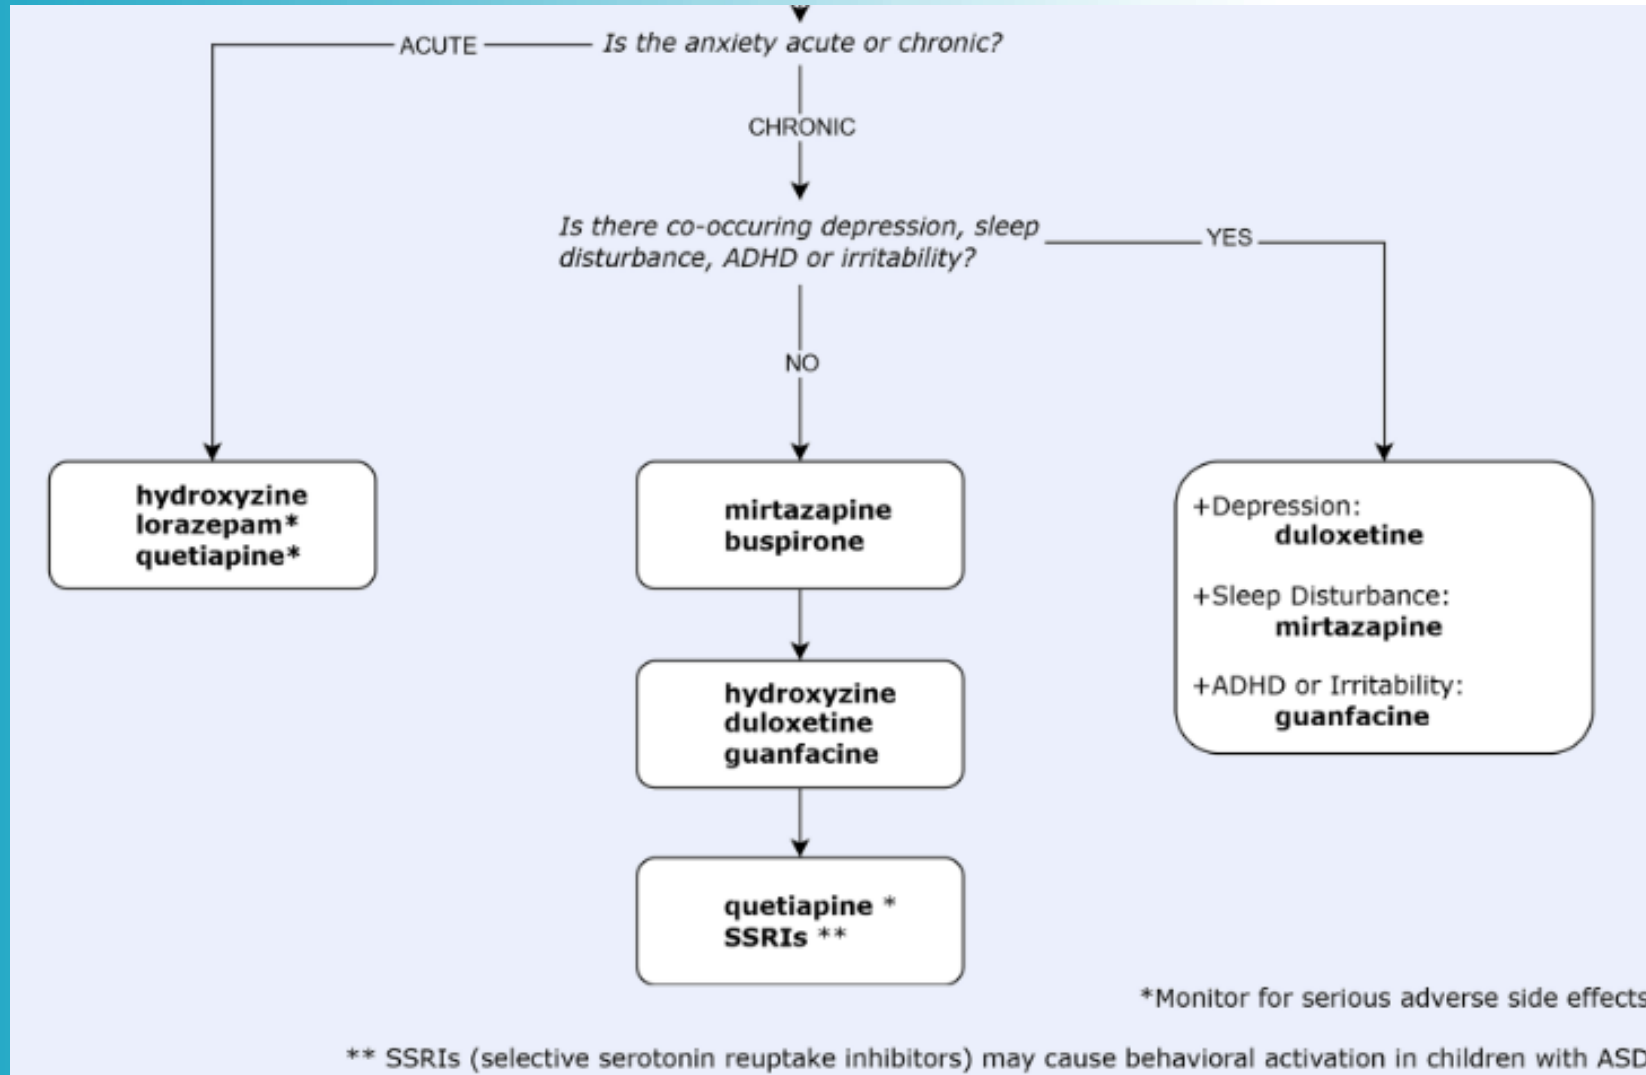 Is the anxiety acute or chronic?
ACUTE
CHRONIC
Is there co-occuring depression, sleep
disturbance, ADHD or irritability?
YES
NO
hydroxyzine
lorazepam*
quetiapine*
mirtazapine
buspirone
+Depression:
duloxetine
+Sleep Disturbance:
mirtazapine
+ADHD or Irritability:
guanfacine
hydroxyzine
duloxetine
guanfacine
quetiapine *
SSRIs **
*Monitor for serious adverse side effects
** SSRIs (selective serotonin reuptake inhibitors) may cause behavioral activation in children with ASD